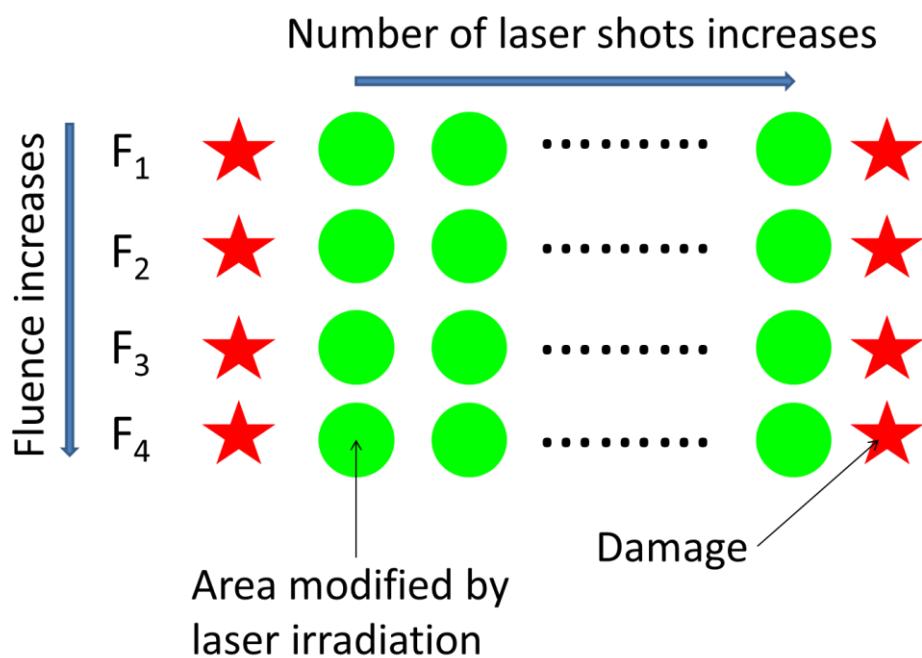 Number of laser shots increases
Fluence increases
F1
F2
F3
F4
Damage
Area modified by
laser irradiation